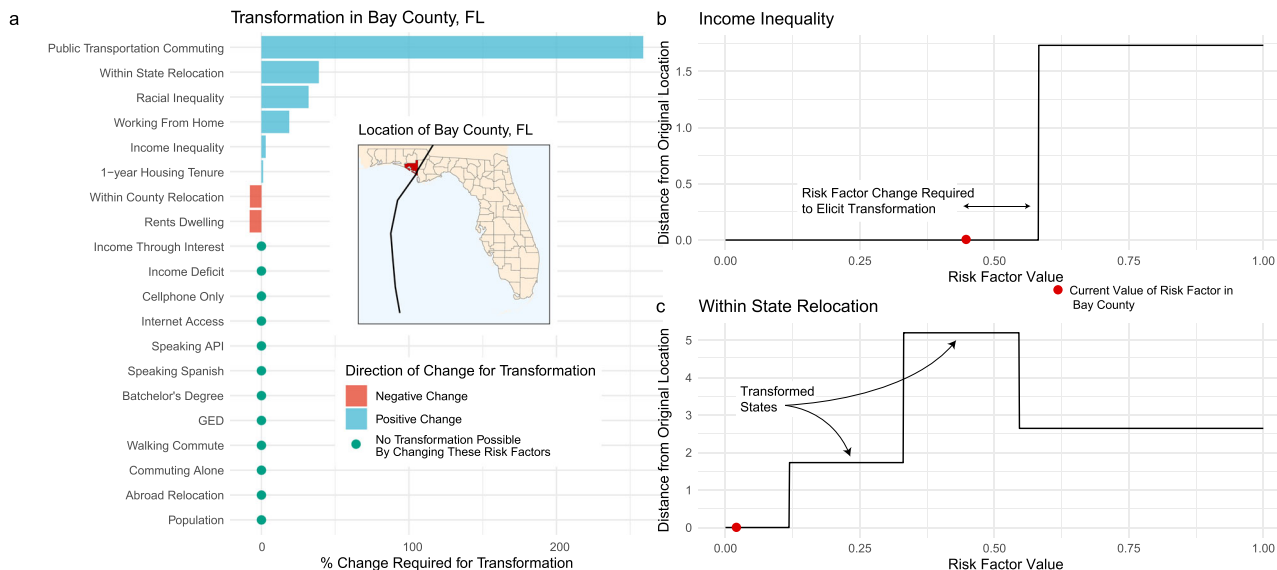 a
Transformation in Bay County, FL
Public Transportation Commuting
Within State Relocation
Racial Inequality
Working From Home
Income Inequality
1−year Housing Tenure
Within County Relocation
Rents Dwelling
Income Through Interest
Income Deficit
Cellphone Only
Internet Access
Speaking API
Speaking Spanish
Batchelor's Degree
GED
Walking Commute
Commuting Alone
Abroad Relocation
Population
0
100
200
% Change Required for Transformation
Location of Bay County, FL
Direction of Change for Transformation
Negative Change
Positive Change
No Transformation Possible
By Changing These Risk Factors
b
Income Inequality
Distance from Original Location
1.5
1.0
0.5
0.0
Risk Factor Change Required
to Elicit Transformation
0.00
0.25
0.50
0.75
1.00
Risk Factor Value
Current Value of Risk Factor in
Bay County
c
Within State Relocation
Distance from Original Location
5
4
3
2
1
0
Transformed
States
0.00
0.25
0.50
0.75
1.00
Risk Factor Value